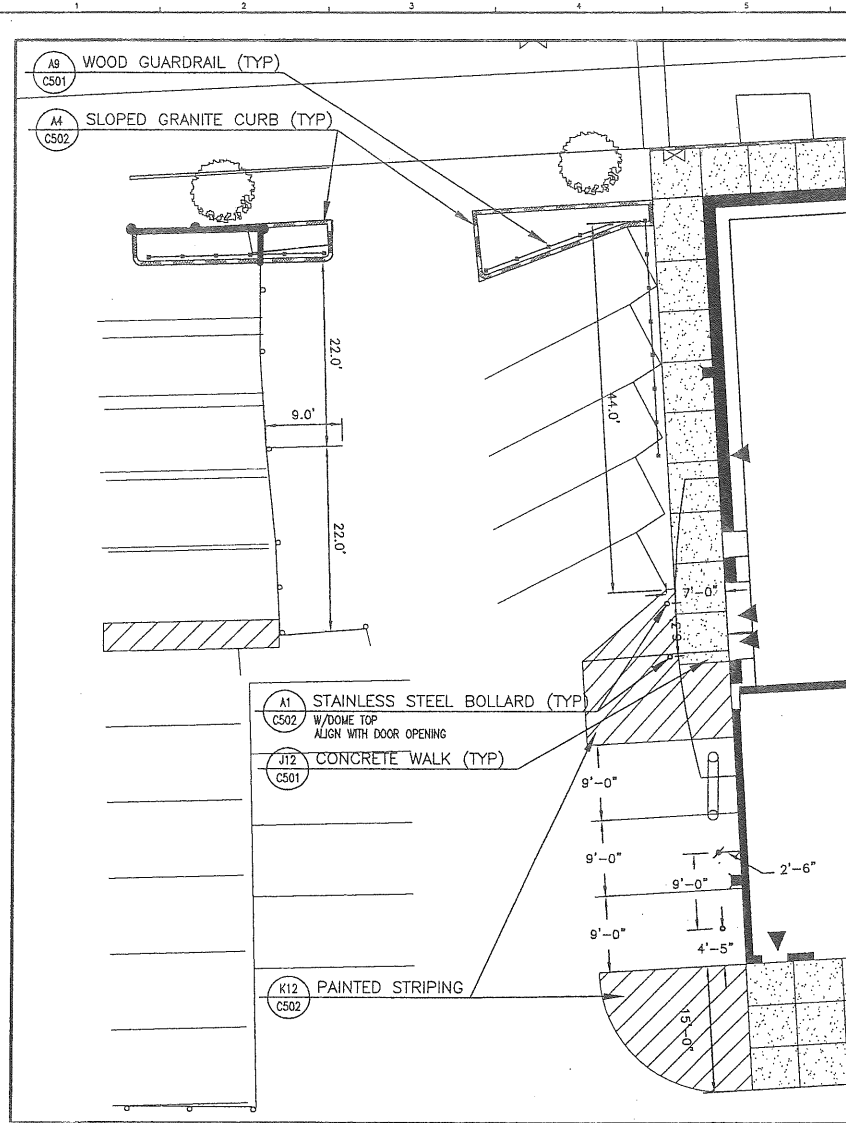 1 2 3 4 5
A9 WOOD GUARDRAIL (TYP)
C501
A4 SLOPED GRANITE CURB (TYP)
C502
22.0'
9.0'
44.0'
22.0'
7'-0"
A1 STAINLESS STEEL BOLLARD (TYP)
C502 W/DOME TOP
ALIGN WITH DOOR OPENING
J12 CONCRETE WALK (TYP)
C501
9'-0"
9'-0"
2'-6"
9'-0"
9'-0"
4'-5"
K12 PAINTED STRIPING
C502
15'-0"